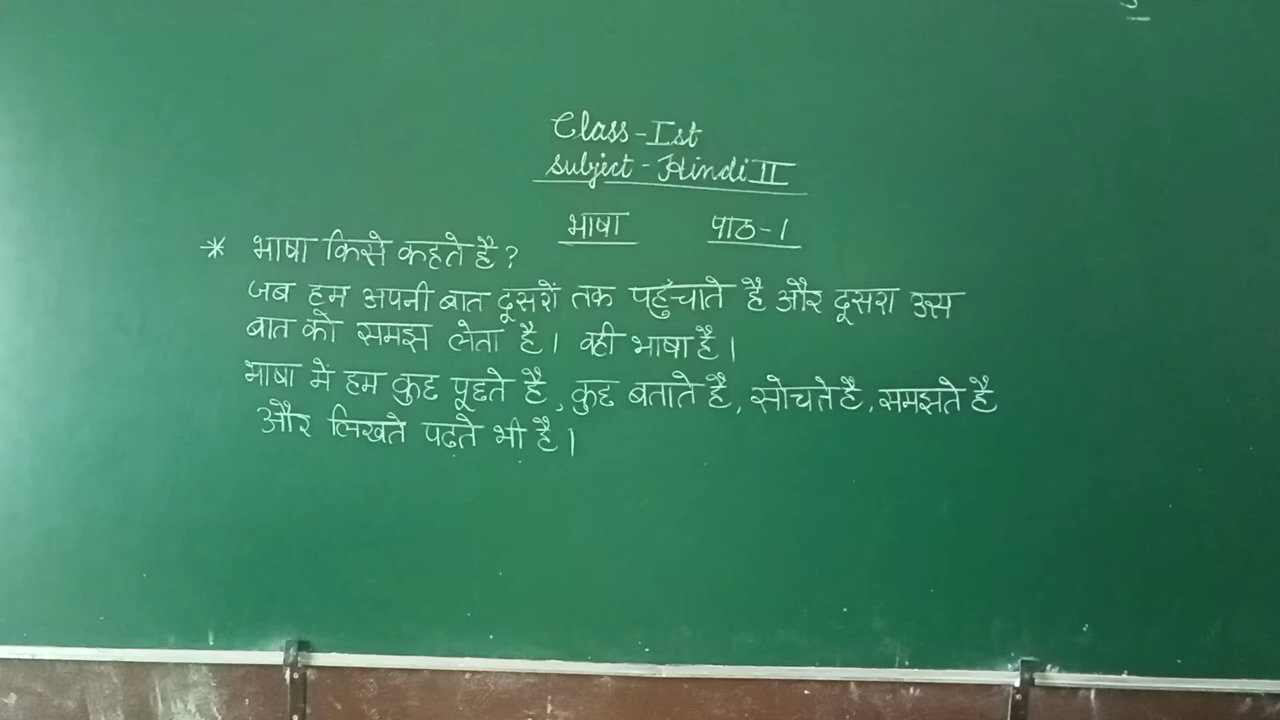 Class-Ist
Subject-Hindi II
भाषा पाठ-1
* भाषा किसे कहते है?
जब हम अपनी बात दूसरों तक पहुँचाते है और दूसरा उस
बात को समझ लेता है। वही भाषा है।
भाषा में हम कुछ पूछते है, कुछ बताते है, सोचते है, समझते है
और लिखते पढ़ते भी है।